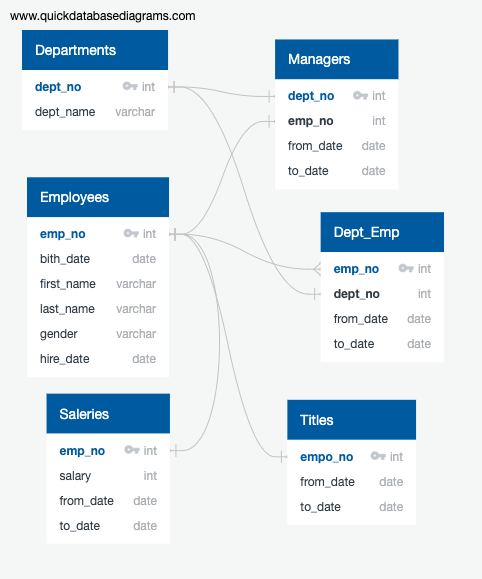 www.quickdatabasediagrams.com
Departments
dept_no int
dept_name varchar
Managers
dept_no int
emp_no int
from_date date
to_date date
Employees
emp_no int
bith_date date
first_name varchar
last_name varchar
gender varchar
hire_date date
Dept_Emp
emp_no int
dept_no int
from_date date
to_date date
Saleries
emp_no int
salary int
from_date date
to_date date
Titles
empo_no int
from_date date
to_date date